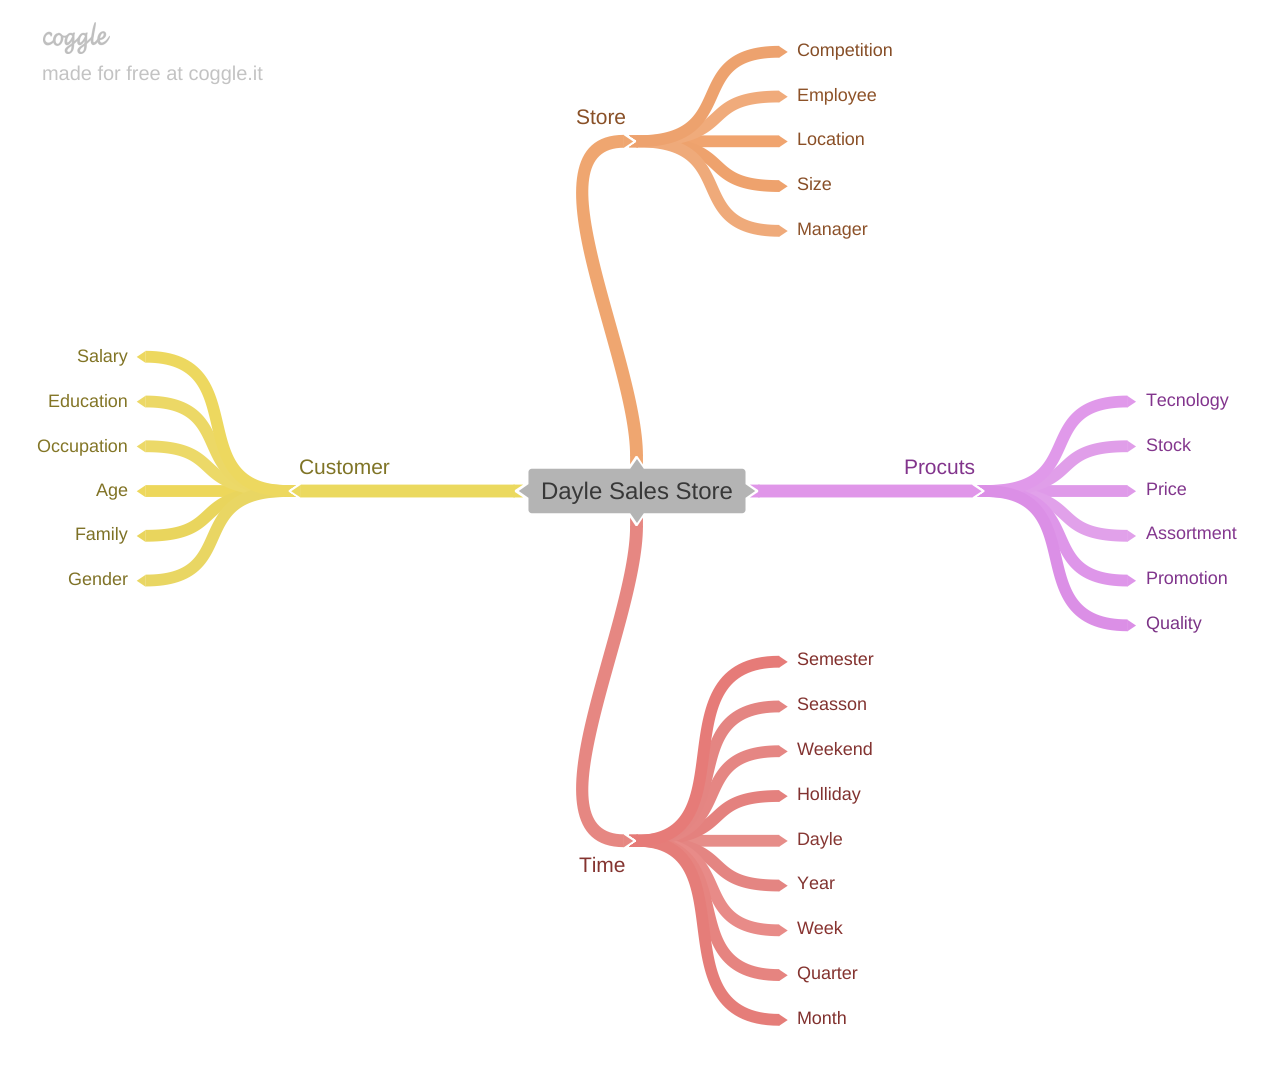 coggle
made for free at coggle.it
Store
Competition
Employee
Location
Size
Manager
Customer
Salary
Education
Occupation
Age
Family
Gender
Dayle Sales Store
Procuts
Tecnology
Stock
Price
Assortment
Promotion
Quality
Time
Semester
Seasson
Weekend
Holliday
Dayle
Year
Week
Quarter
Month